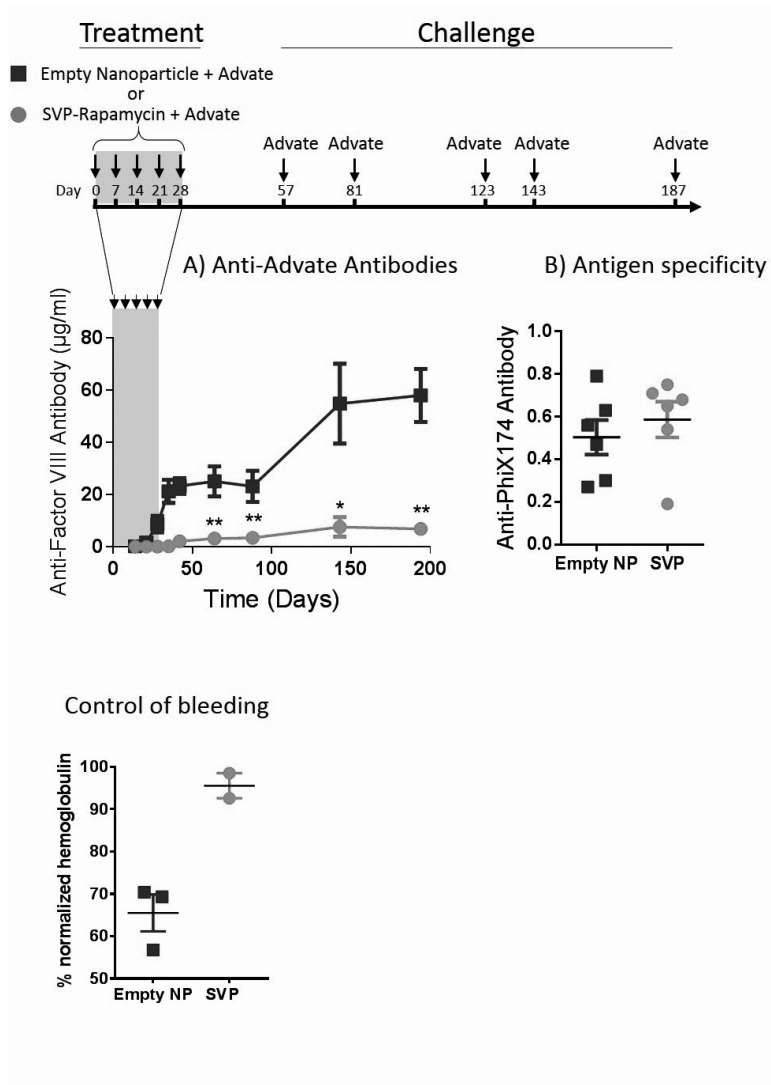 Treatment
Challenge
Empty Nanoparticle + Advate
or
SVP-Rapamycin + Advate
Advate Advate Advate Advate Advate
Day 0 7 14 21 28 57 81 123 143 187
A) Anti-Advate Antibodies
Anti-Factor VIII Antibody (µg/ml)
80
60
40
20
0
** ** * **
0 50 100 150 200
Time (Days)
B) Antigen specificity
Anti-PhiX174 Antibody
1.0
0.8
0.6
0.4
0.2
0.0
Empty NP SVP
Control of bleeding
% normalized hemoglobulin
100
90
80
70
60
50
Empty NP SVP